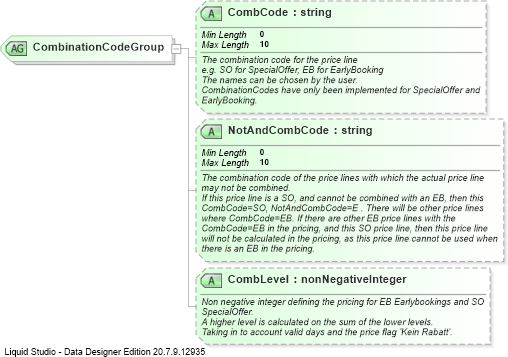 A CombCode : string
Min Length 0
Max Length 10
The combination code for the price line
e.g. SO for SpecialOffer, EB for EarlyBooking
The names can be chosen by the user.
CombinationCodes have only been implemented for SpecialOffer and
EarlyBooking.
AG CombinationCodeGroup
A NotAndCombCode : string
Min Length 0
Max Length 10
The combination code of the price lines with which the actual price line
may not be combined.
If this price line is a SO, and cannot be combined with an EB, then this
CombCode=SO, NotAndCombCode=E . There will be other price lines
where CombCode=EB. If there are other EB price lines with the
CombCode=EB in the pricing, and this SO price line, then this price line
will not be calculated in the pricing, as this price line cannot be used when
there is an EB in the pricing.
A CombLevel : nonNegativeInteger
Non negative integer defining the pricing for EB Earlybookings and SO
SpecialOffer.
A higher level is calculated on the sum of the lower levels.
Taking in to account valid days and the price flag 'Kein Rabatt'.
Liquid Studio - Data Designer Edition 20.7.9.12935